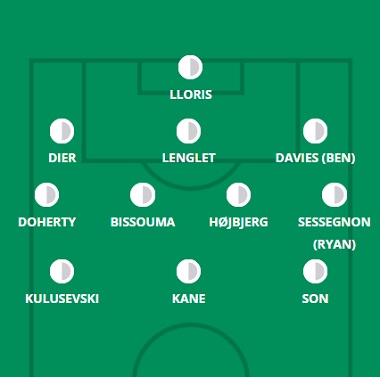 LLORIS
DIER LENGLET DAVIES (BEN)
DOHERTY BISSOUMA HØJBJERG SESSEGNON
(RYAN)
KULUSEVSKI KANE SON